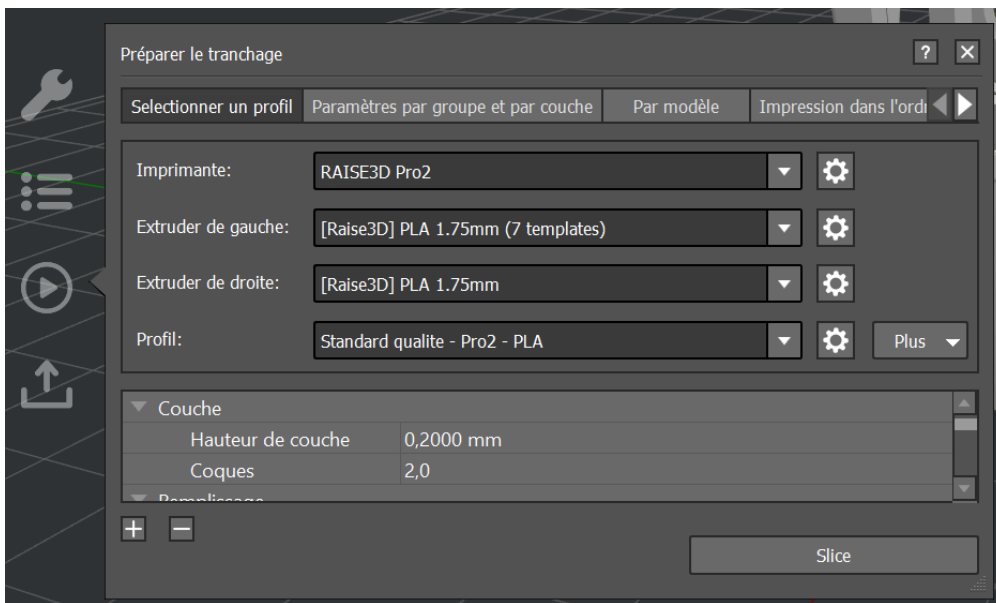 Préparer le tranchage ?
Selectionner un profil Paramètres par groupe et par couche Par modèle Impression dans l'ord
Imprimante: RAISE3D Pro2
Extruder de gauche: [Raise3D] PLA 1.75mm (7 templates)
Extruder de droite: [Raise3D] PLA 1.75mm
Profil: Standard qualite - Pro2 - PLA Plus
Couche
Hauteur de couche 0,2000 mm
Coques 2,0
Remplissage
Slice